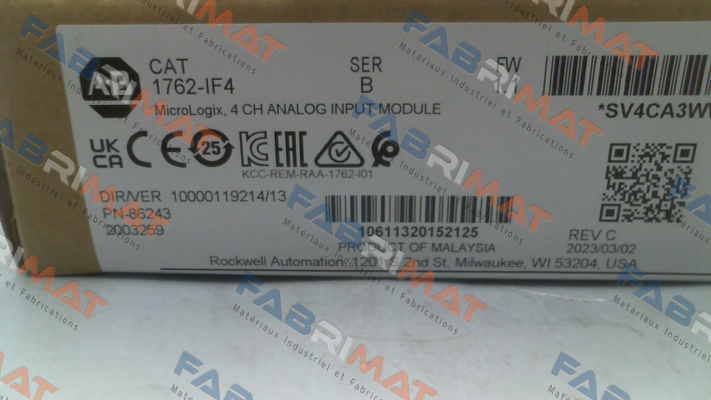 CAT
1762-IF4
SER
B
FW
1
MicroLogix, 4 CH ANALOG INPUT MODULE
*SV4CA3W
A-B
UK
CA
CE
25
EAC
KCC-REM-RAA-1762-I01
DIR/VER 10000119214/13
PN-86243
2003259
10611320152125
PRODUCT OF MALAYSIA
REV C
2023/03/02
Rockwell Automation, 1201 S 2nd St, Milwaukee, WI 53204, USA
FABRIMAT
Materiaux Industriel et Fabrications